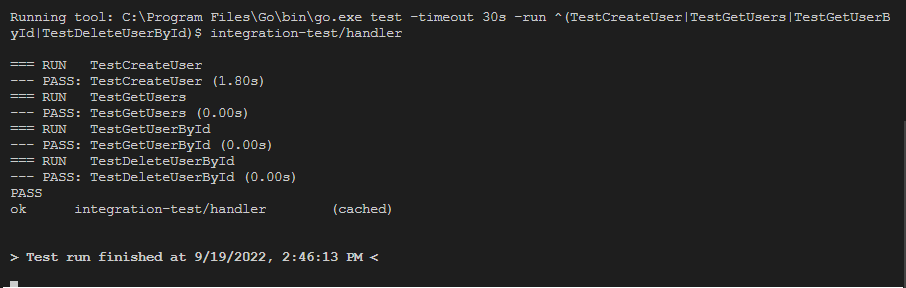 Running tool: C:\Program Files\Go\bin\go.exe test -timeout 30s -run ^(TestCreateUser|TestGetUsers|TestGetUserB
yId|TestDeleteUserById)$ integration-test/handler
=== RUN   TestCreateUser
--- PASS: TestCreateUser (1.80s)
=== RUN   TestGetUsers
--- PASS: TestGetUsers (0.00s)
=== RUN   TestGetUserById
--- PASS: TestGetUserById (0.00s)
=== RUN   TestDeleteUserById
--- PASS: TestDeleteUserById (0.00s)
PASS
ok      integration-test/handler        (cached)
> Test run finished at 9/19/2022, 2:46:13 PM <